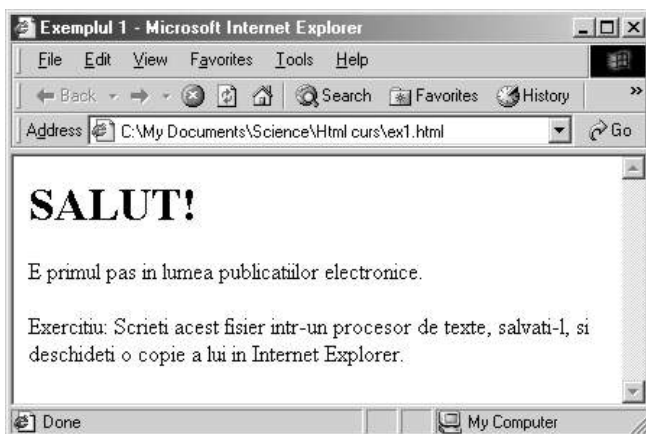 Exemplul 1 - Microsoft Internet Explorer
File Edit View Favorites Tools Help
Back Search Favorites History »
Address C:\My Documents\Science\Html curs\ex1.html Go
SALUT!
E primul pas in lumea publicatiilor electronice.
Exercitiu: Scrieti acest fisier intr-un procesor de texte, salvati-l, si
deschideti o copie a lui in Internet Explorer.
Done My Computer